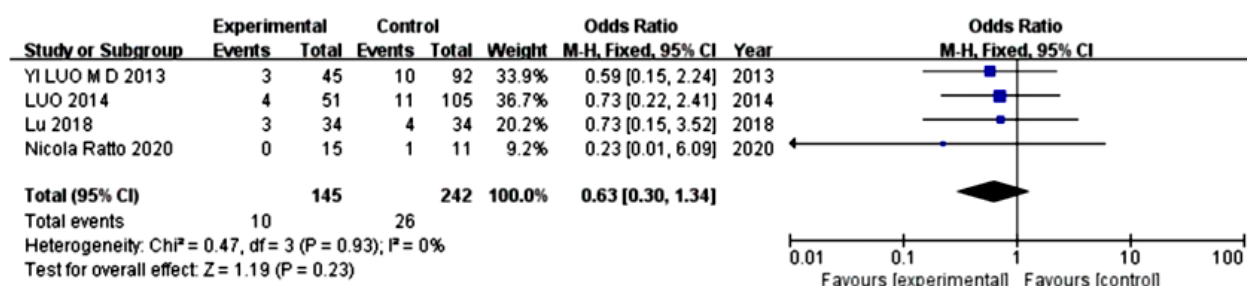 Experimental Control Odds Ratio Odds Ratio
Study or Subgroup Events Total Events Total Weight M-H, Fixed, 95% CI Year M-H, Fixed, 95% CI
YI LUO M D 2013 3 45 10 92 33.9% 0.59 [0.15, 2.24] 2013
LUO 2014 4 51 11 105 36.7% 0.73 [0.22, 2.41] 2014
Lu 2018 3 34 4 34 20.2% 0.73 [0.15, 3.52] 2018
Nicola Ratto 2020 0 15 1 11 9.2% 0.23 [0.01, 6.09] 2020
Total (95% CI) 145 242 100.0% 0.63 [0.30, 1.34]
Total events 10 26
Heterogeneity: Chi² = 0.47, df = 3 (P = 0.93); I² = 0%
Test for overall effect: Z = 1.19 (P = 0.23)
0.01 0.1 1 10 100
Favours [experimental] Favours [control]